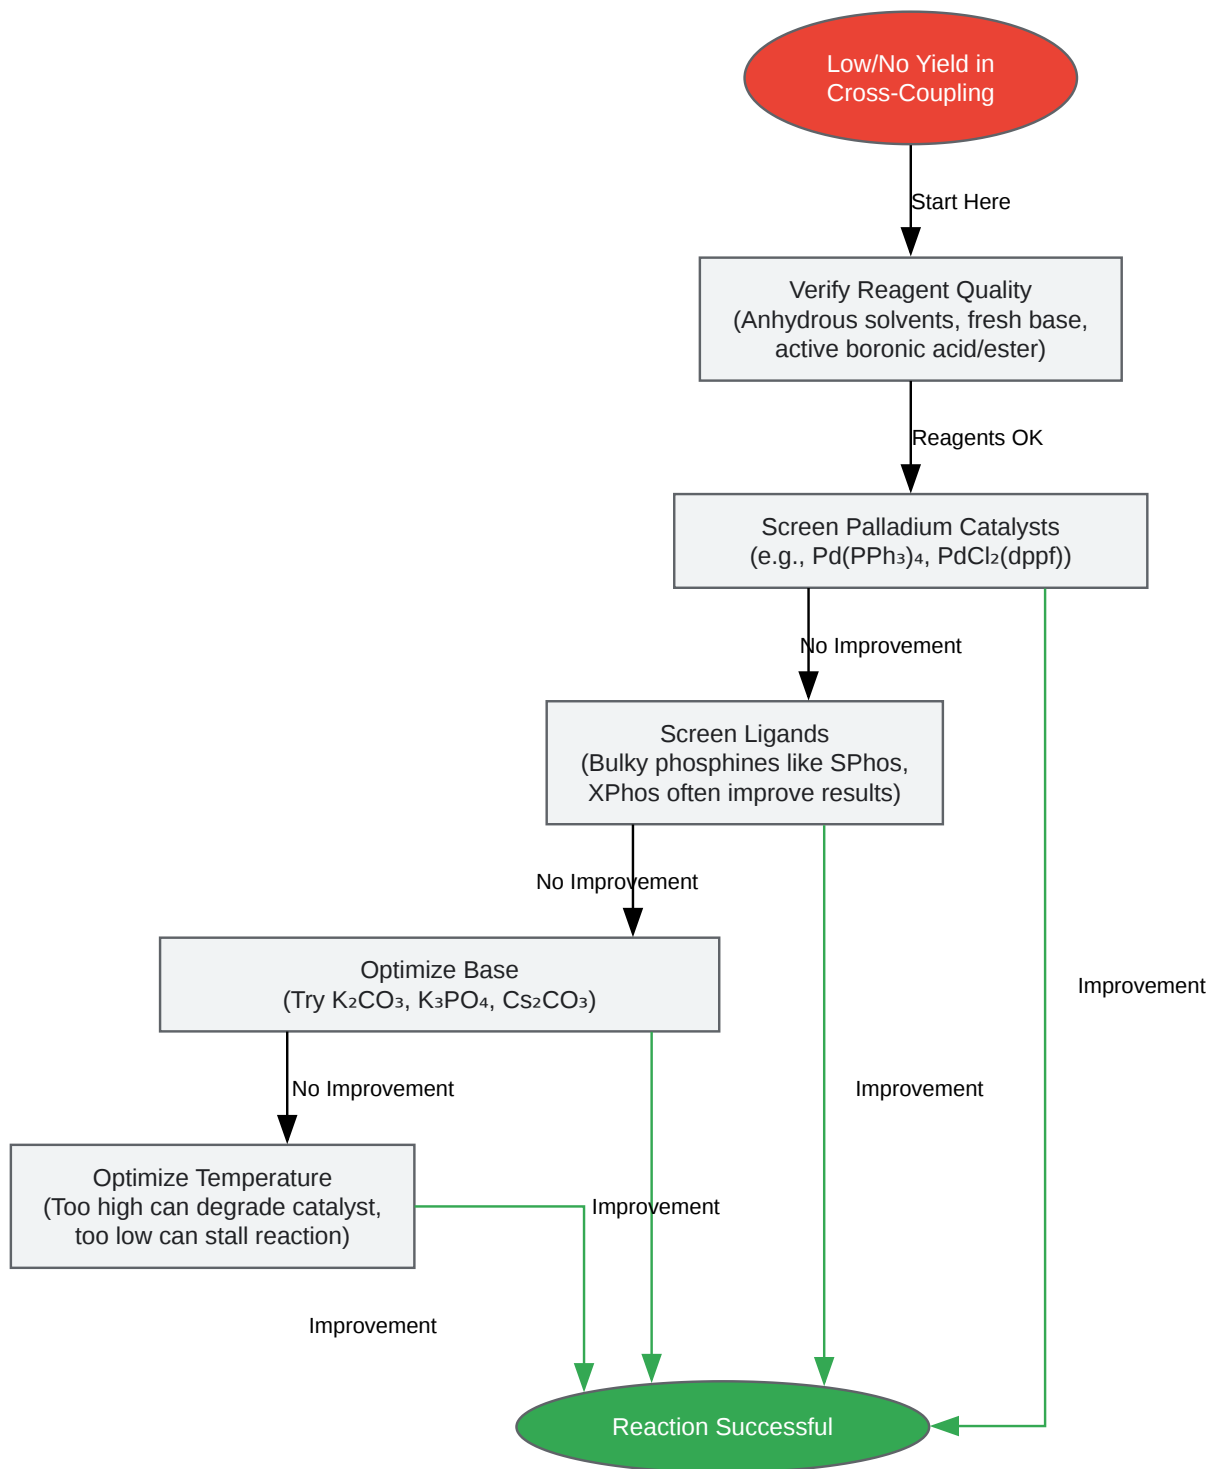 Low/No Yield in
Cross-Coupling
Start Here
Verify Reagent Quality
(Anhydrous solvents, fresh base,
active boronic acid/ester)
Reagents OK
Screen Palladium Catalysts
(e.g., Pd(PPh₃)₄, PdCl₂(dppf))
No Improvement
Screen Ligands
(Bulky phosphines like SPhos,
XPhos often improve results)
No Improvement
Optimize Base
(Try K₂CO₃, K₃PO₄, Cs₂CO₃)
Improvement
No Improvement
Improvement
Optimize Temperature
(Too high can degrade catalyst,
too low can stall reaction)
Improvement
Improvement
Reaction Successful